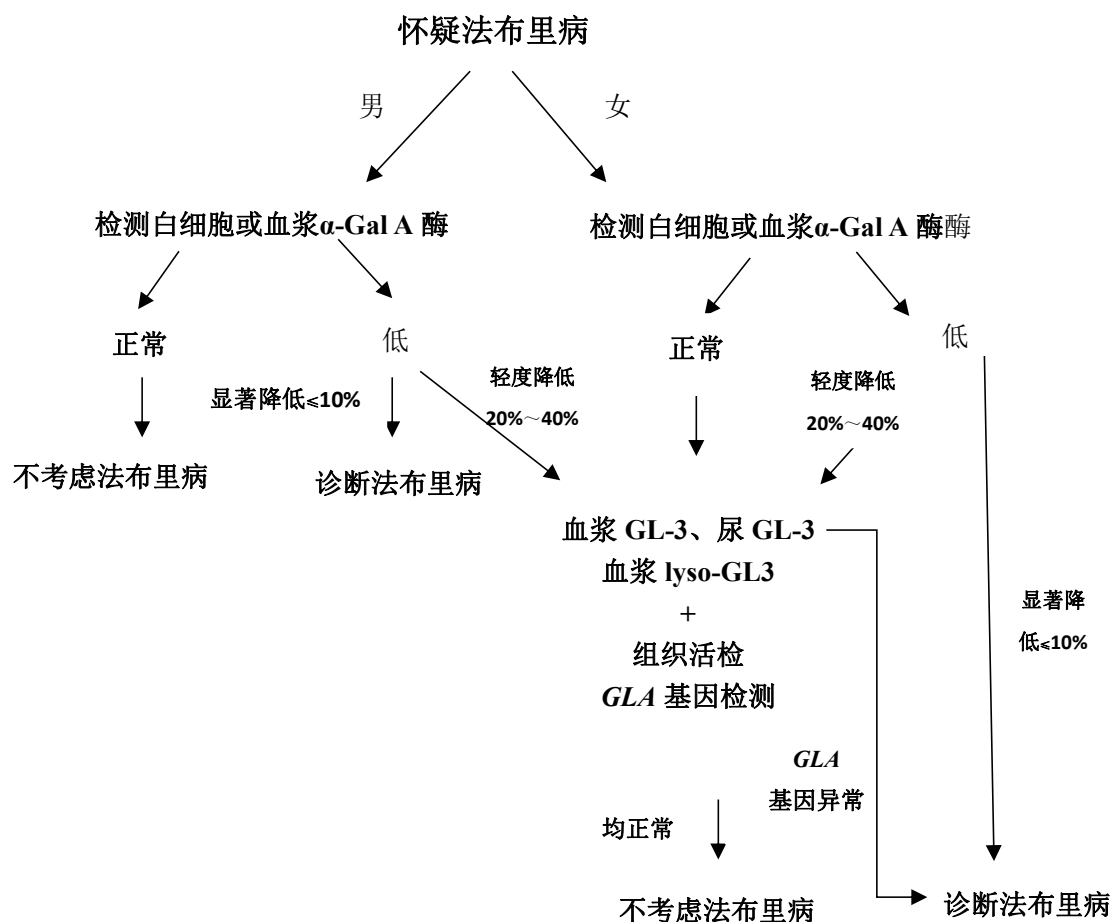 怀疑法布里病
男
女
检测白细胞或血浆α-Gal A 酶
检测白细胞或血浆α-Gal A 酶酶
正常
低
正常
低
显著降低≤10%
轻度降低
20%～40%
轻度降低
20%～40%
不考虑法布里病
诊断法布里病
血浆 GL-3、尿 GL-3
血浆 lyso-GL3
+
组织活检
GLA 基因检测
显著降
低≤10%
GLA
基因异常
均正常
不考虑法布里病
诊断法布里病